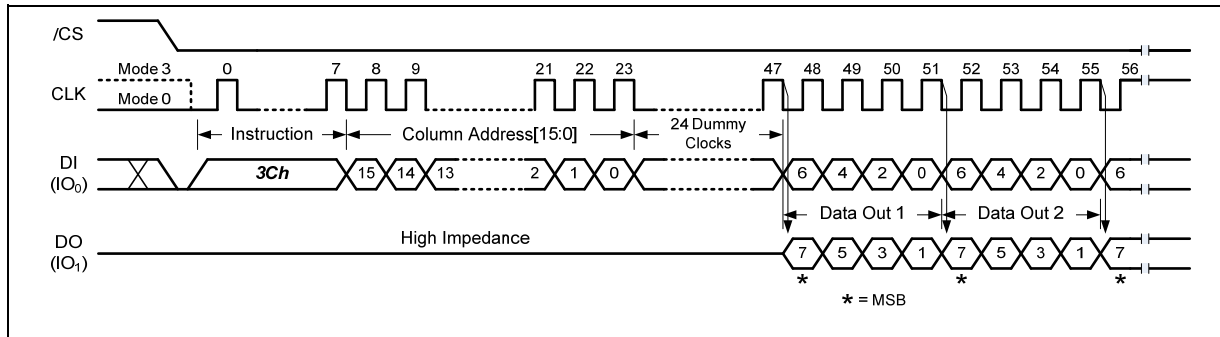 /CS
Mode 3 0 7 8 9 21 22 23 47 48 49 50 51 52 53 54 55 56
CLK
Mode 0
Instruction Column Address[15:0] 24 Dummy
Clocks
DI
(IO0) 3Ch 15 14 13 2 1 0 6 4 2 0 6 4 2 0 6
Data Out 1 Data Out 2
High Impedance
DO
(IO1) 7 5 3 1 7 5 3 1 7
* * *
* = MSB